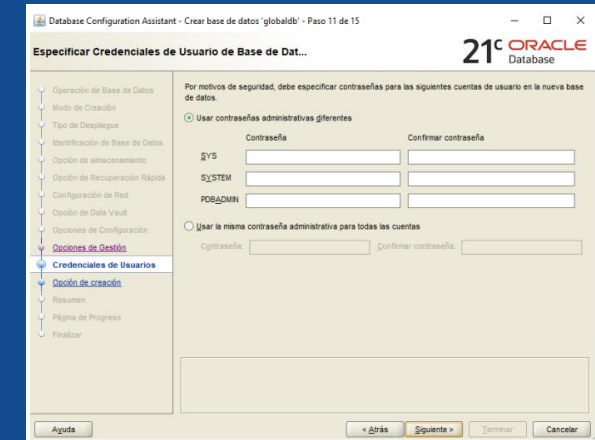 Database Configuration Assistant - Crear base de datos 'globaldb' - Paso 11 de 15
Especificar Credenciales de Usuario de Base de Dat...
21c ORACLE
Database
Operación de Base de Datos
Modo de Creación
Tipo de Despliegue
Identificación de Base de Datos
Opción de almacenamiento
Opción de Recuperación Rápida
Configuración de Red
Opción de Data Vault
Opciones de Configuración
Opciones de Gestión
Credenciales de Usuarios
Opción de creación
Resumen
Página de Progreso
Finalizar
Por motivos de seguridad, debe especificar contraseñas para las siguientes cuentas de usuario en la nueva base
de datos.
Usar contraseñas administrativas diferentes
Contraseña Confirmar contraseña
SYS
SYSTEM
PDBADMIN
Usar la misma contraseña administrativa para todas las cuentas
Contraseña: Confirmar contraseña:
Ayuda < Atrás Siguiente > Terminar Cancelar